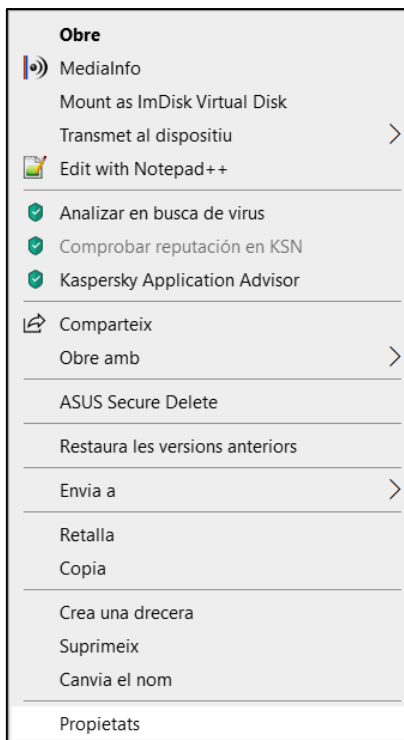 Obre
MediaInfo
Mount as ImDisk Virtual Disk
Transmet al dispositiu
Edit with Notepad++
Analizar en busca de virus
Comprobar reputación en KSN
Kaspersky Application Advisor
Comparteix
Obre amb
ASUS Secure Delete
Restaura les versions anteriors
Envia a
Retalla
Copia
Crea una drecera
Suprimeix
Canvia el nom
Propietats